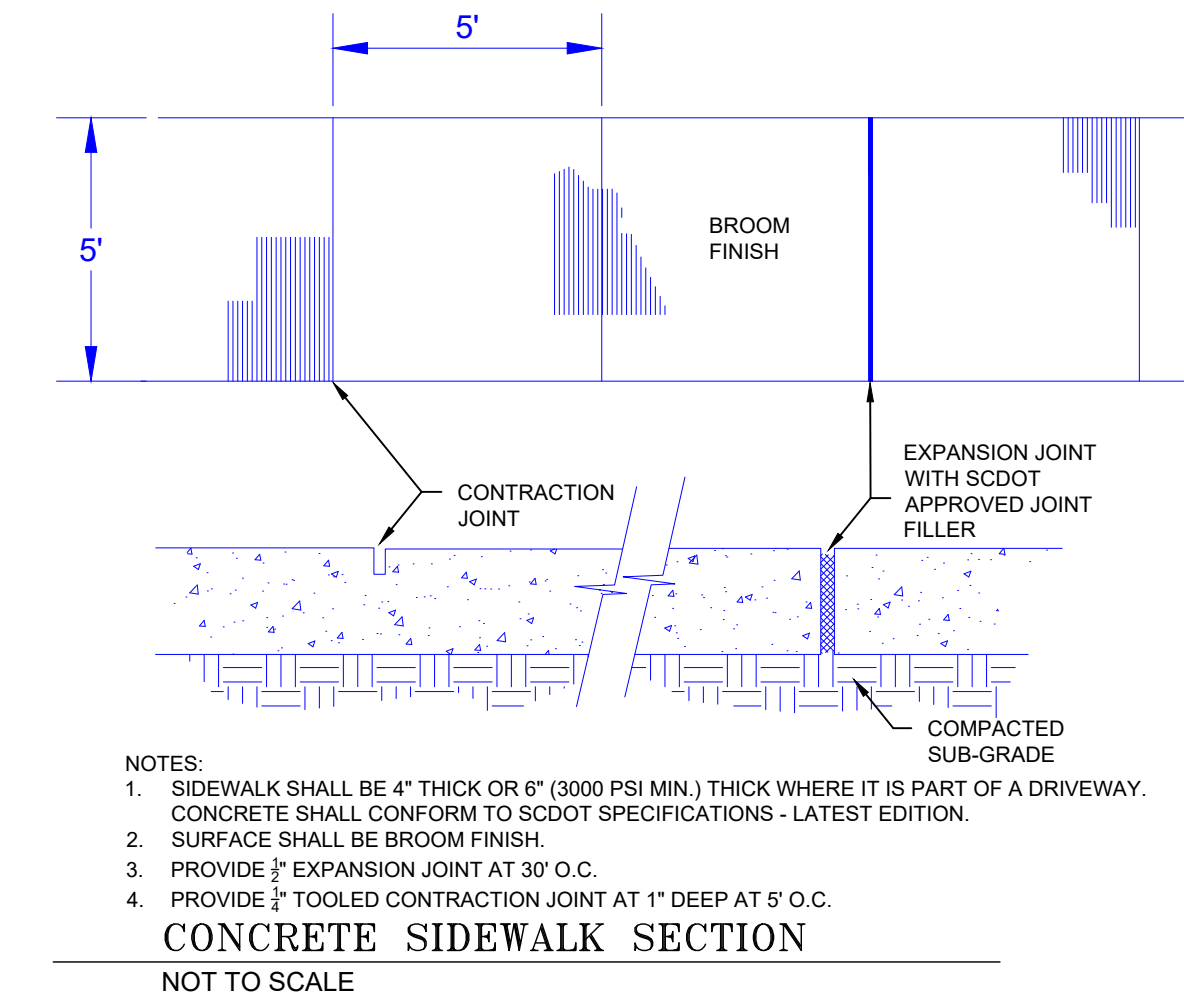 5'
5'
BROOM
FINISH
CONTRACTION
JOINT
EXPANSION JOINT
WITH SCDOT
APPROVED JOINT
FILLER
COMPACTED
SUB-GRADE
NOTES:
1. SIDEWALK SHALL BE 4" THICK OR 6" (3000 PSI MIN.) THICK WHERE IT IS PART OF A DRIVEWAY.
CONCRETE SHALL CONFORM TO SCDOT SPECIFICATIONS - LATEST EDITION.
2. SURFACE SHALL BE BROOM FINISH.
3. PROVIDE 1/2" EXPANSION JOINT AT 30' O.C.
4. PROVIDE 1/4" TOOLED CONTRACTION JOINT AT 1" DEEP AT 5' O.C.
CONCRETE SIDEWALK SECTION
NOT TO SCALE